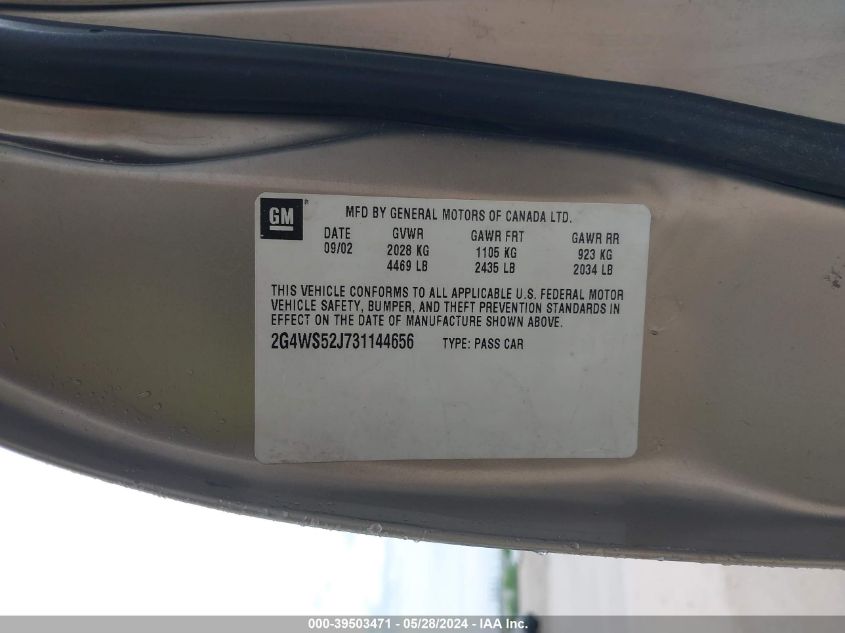 GM ® MFD BY GENERAL MOTORS OF CANADA LTD.
DATE GVWR GAWR FRT GAWR RR
09/02 2028 KG 1105 KG 923 KG
4469 LB 2435 LB 2034 LB
THIS VEHICLE CONFORMS TO ALL APPLICABLE U.S. FEDERAL MOTOR
VEHICLE SAFETY, BUMPER, AND THEFT PREVENTION STANDARDS IN
EFFECT ON THE DATE OF MANUFACTURE SHOWN ABOVE.
2G4WS52J731144656 TYPE: PASS CAR
000-39503471 - 05/28/2024 - IAA Inc.